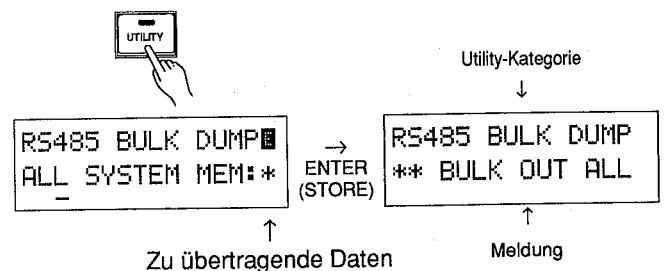 UTILITY
Utility-Kategorie
↓
RS485 BULK DUMP
ALL SYSTEM MEM:*
→
ENTER
(STORE)
RS485 BULK DUMP
** BULK OUT ALL
↑
Zu übertragende Daten
↑
Meldung